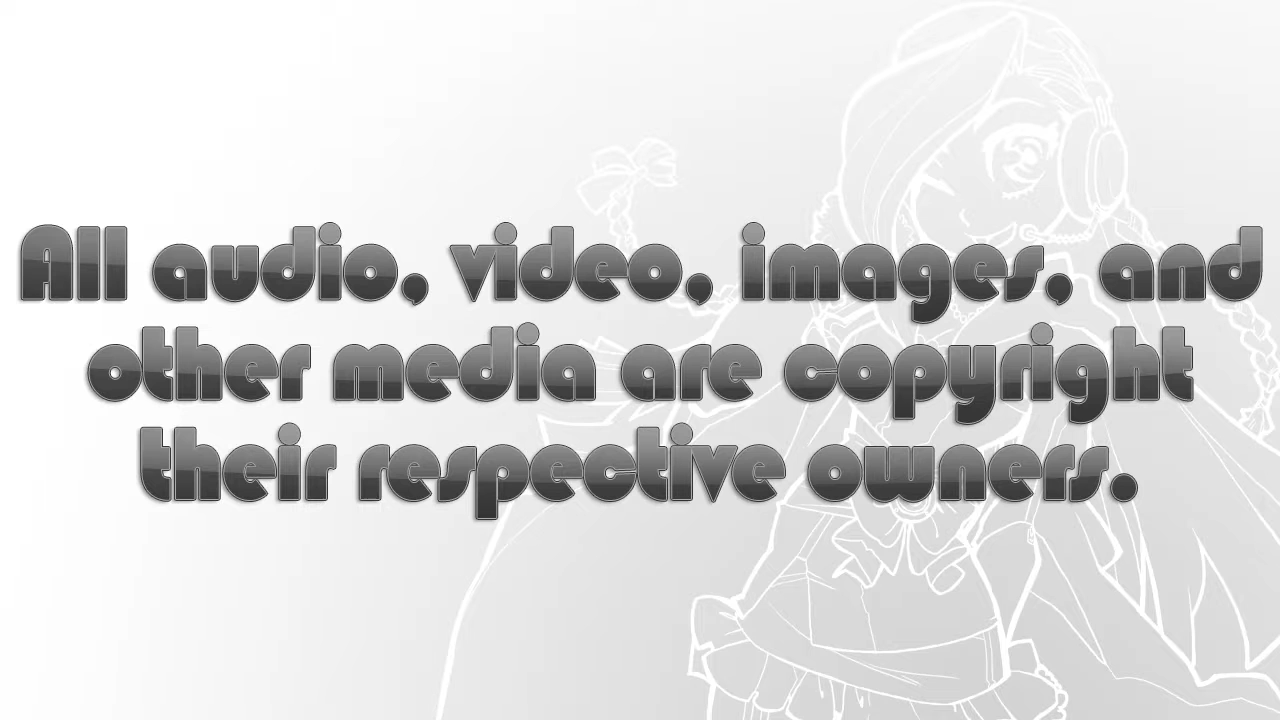 All audio, video, images, and
other media are copyright
their respective owners.